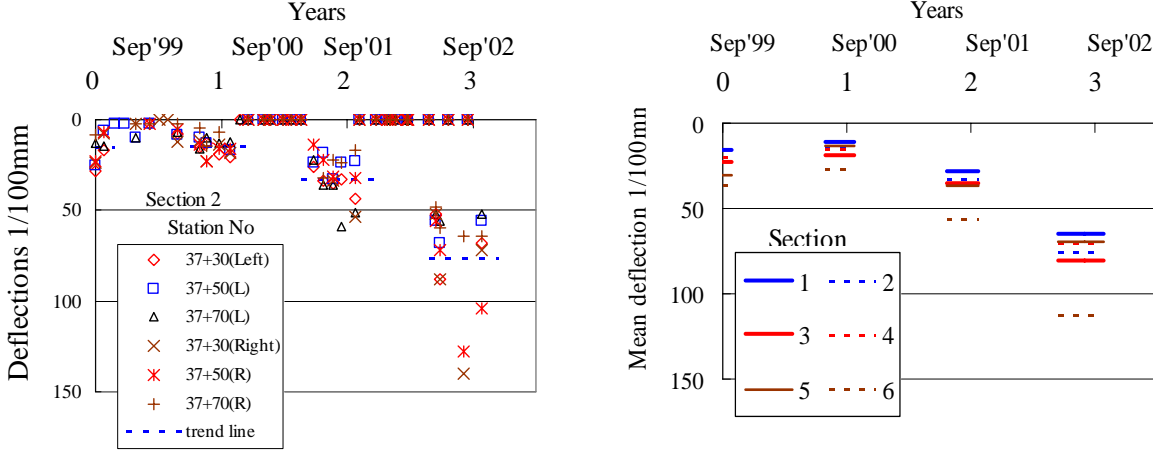 Years
Sep'99 Sep'00 Sep'01 Sep'02
0 1 2 3
Deflections 1/100mm
0
50
100
150
Section 2
Station No
37+30(Left)
37+50(L)
37+70(L)
37+30(Right)
37+50(R)
37+70(R)
trend line
Years
Sep'99 Sep'00 Sep'01 Sep'02
0 1 2 3
Mean deflection 1/100mn
0
50
100
150
Section
1 2
3 4
5 6